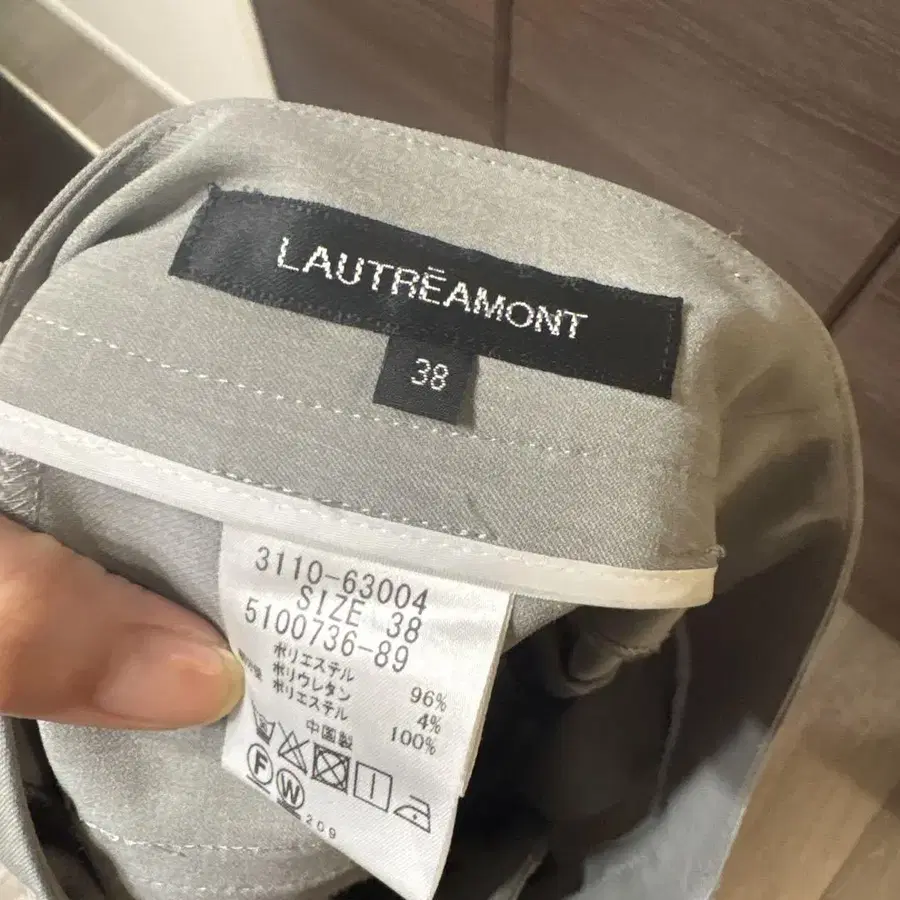 LAUTRĒAMONT
38
3110-63004
SIZE 38
5100736-89
ポリエステル 96%
ポリウレタン 4%
ポリエステル 100%
中国製
F
W
209